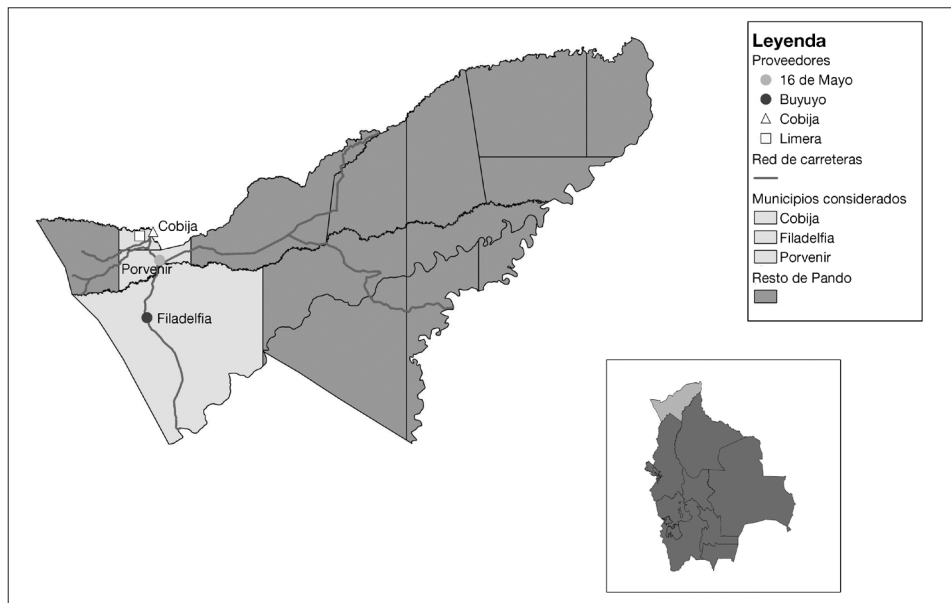 Leyenda
Proveedores
16 de Mayo
Buyuyo
Cobija
Limera
Red de carreteras
Municipios considerados
Cobija
Filadelfia
Porvenir
Resto de Pando
Cobija
Porvenir
Filadelfia